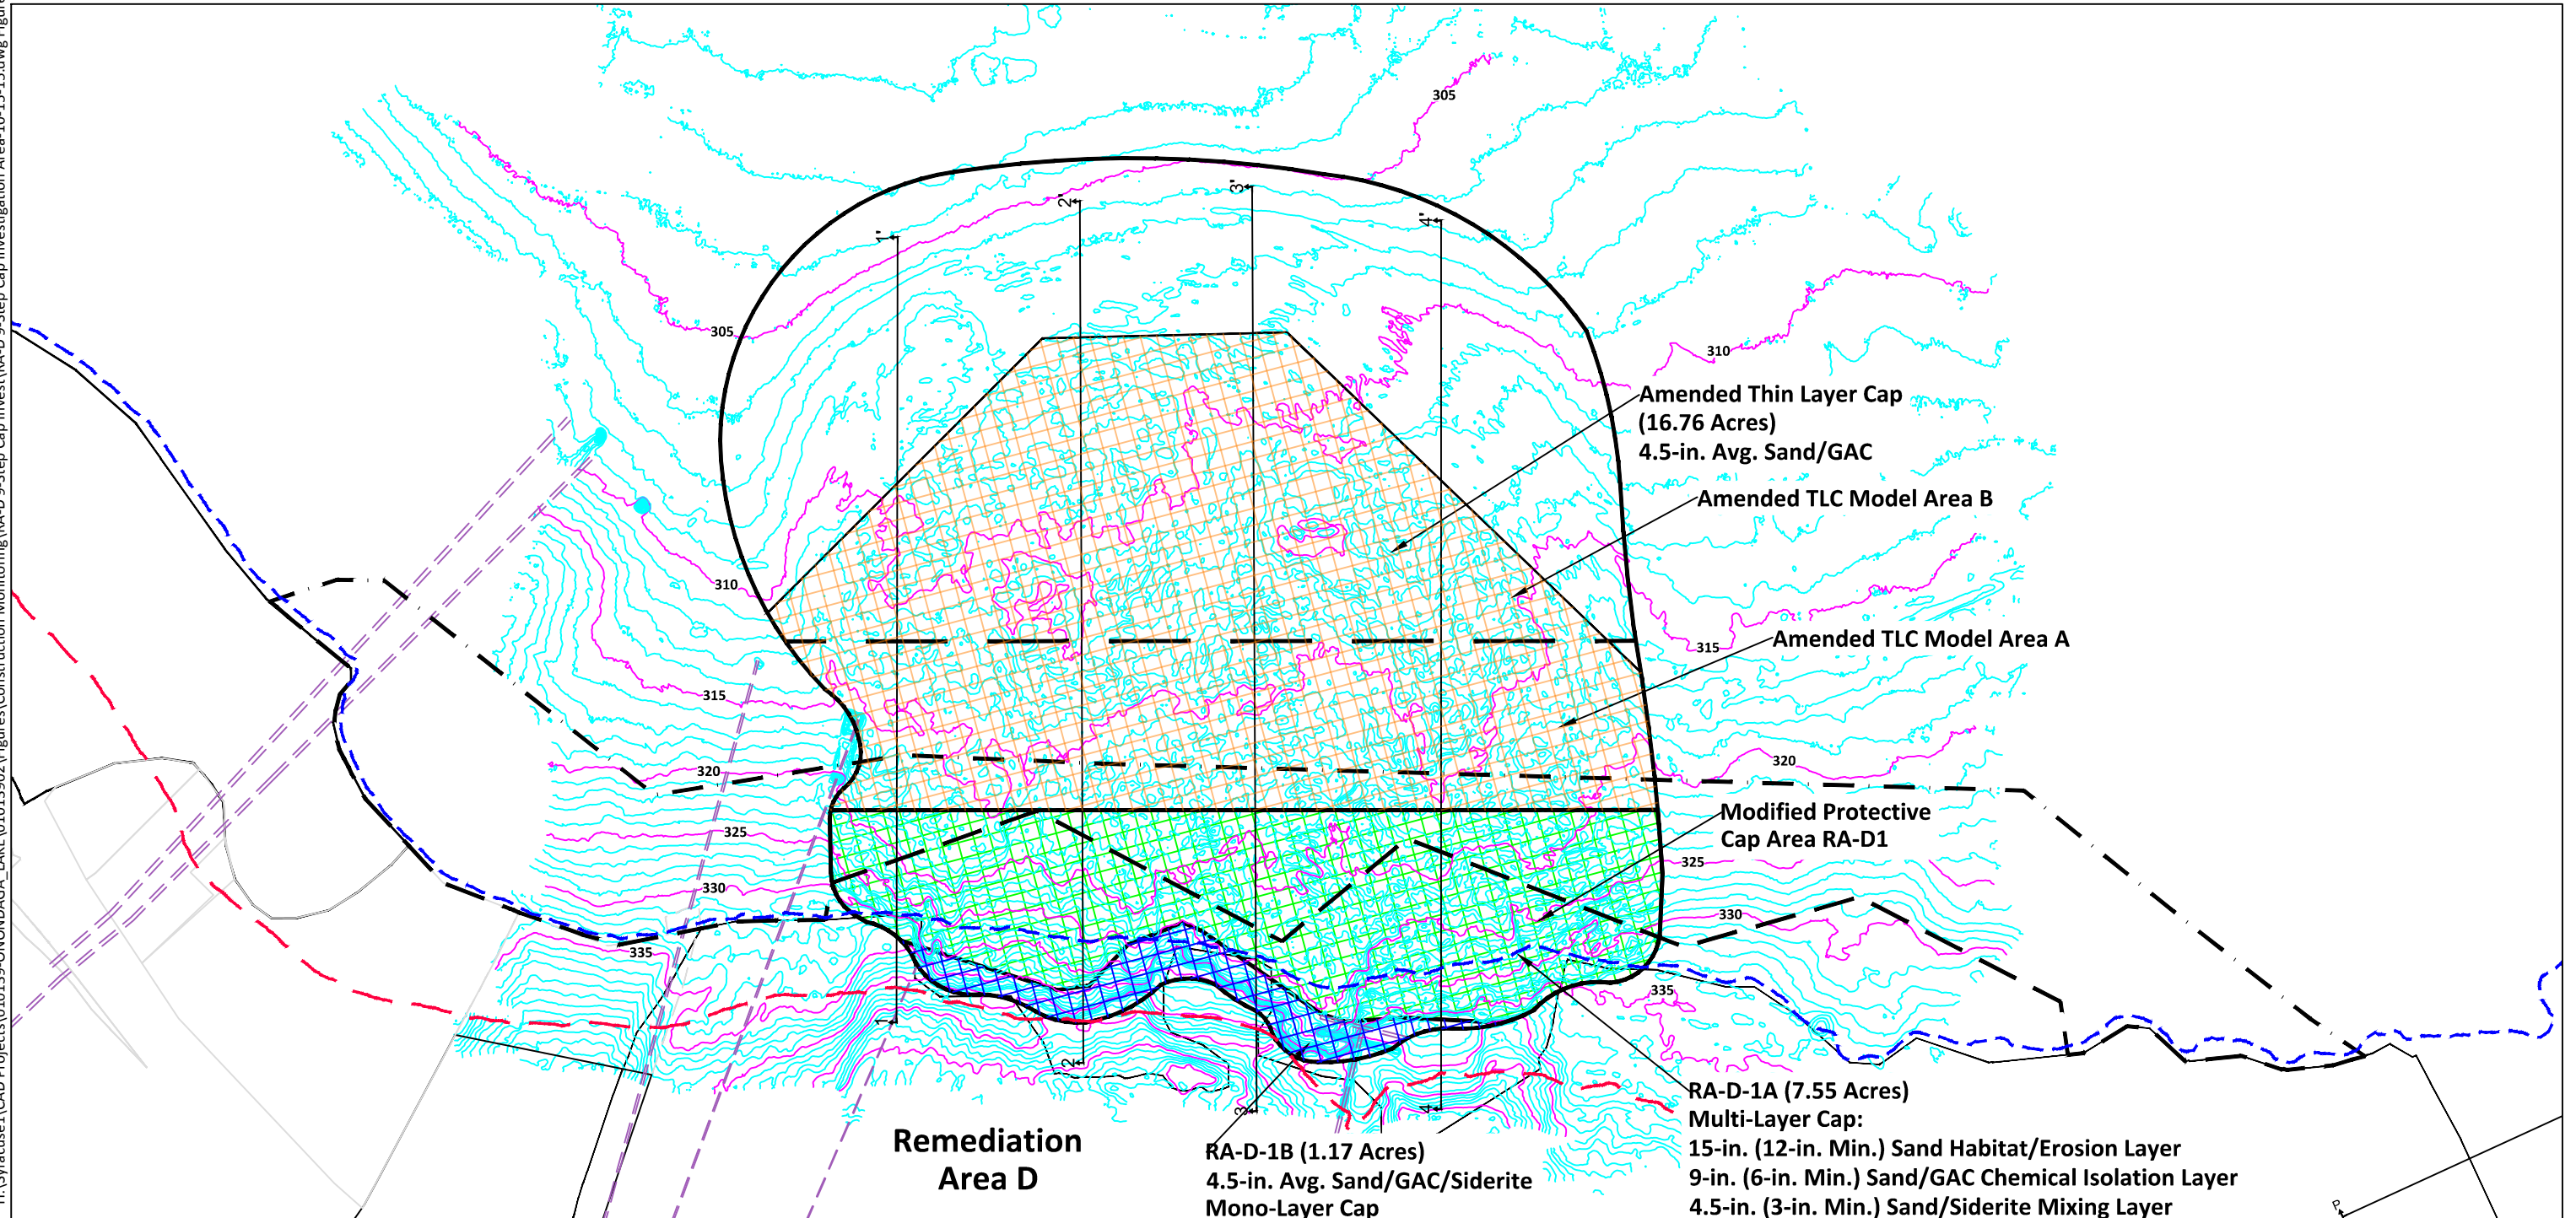 305
3'
2'
4'
1'
305
310
Amended Thin Layer Cap
(16.76 Acres)
4.5-in. Avg. Sand/GAC
Amended TLC Model Area B
310
Amended TLC Model Area A
315
315
320
320
Modified Protective
Cap Area RA-D1
325
325
330
330
335
335
1
2
3
4
Remediation
Area D
RA-D-1B (1.17 Acres)
4.5-in. Avg. Sand/GAC/Siderite
Mono-Layer Cap
RA-D-1A (7.55 Acres)
Multi-Layer Cap:
15-in. (12-in. Min.) Sand Habitat/Erosion Layer
9-in. (6-in. Min.) Sand/GAC Chemical Isolation Layer
4.5-in. (3-in. Min.) Sand/Siderite Mixing Layer
P